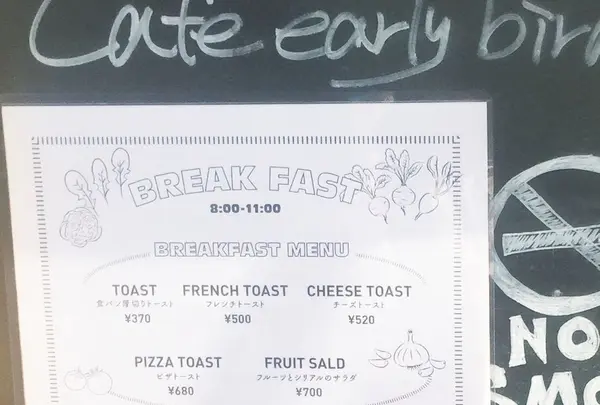 Cafe early bird
BREAK FAST
8:00-11:00
BREAKFAST MENU
TOAST FRENCH TOAST CHEESE TOAST
食パン厚切りトースト フレンチトースト チーズトースト
¥370 ¥500 ¥520
PIZZA TOAST FRUIT SALD
ピザトースト フルーツとシリアルのサラダ
¥680 ¥700
NO
SMO